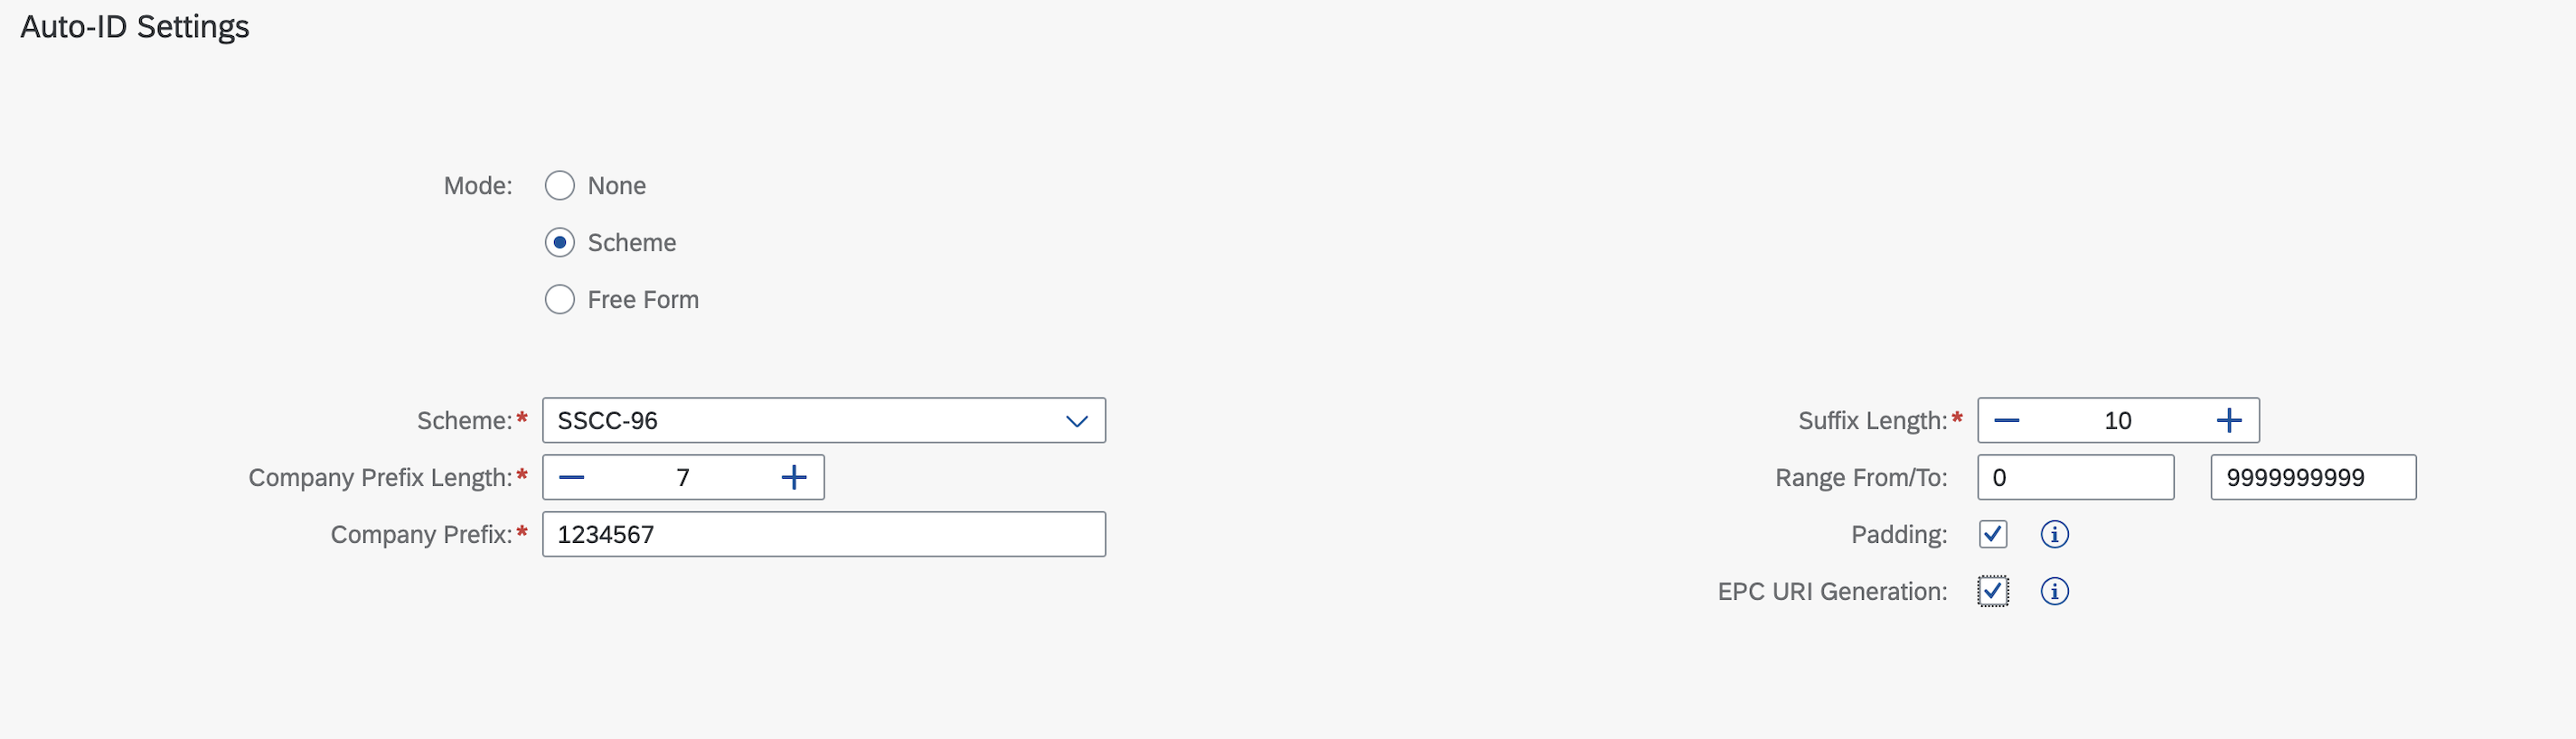 Auto-ID Settings
Mode:
None
Scheme
Free Form
Scheme:* SSCC-96
Company Prefix Length:* 7
Company Prefix:* 1234567
Suffix Length:* 10
Range From/To: 0 9999999999
Padding:
EPC URI Generation: